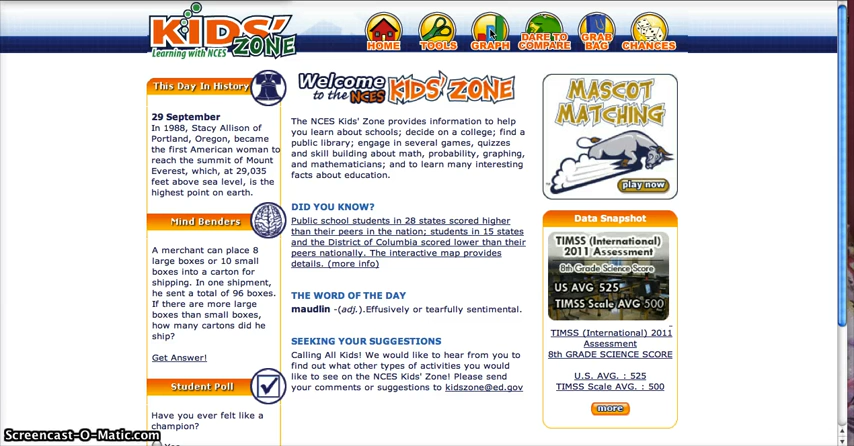 KiDS' ZONE
Learning with NCES
HOME
TOOLS
GRAPH
DARE TO COMPARE
GRAB BAG
CHANCES
This Day In History
29 September
In 1988, Stacy Allison of
Portland, Oregon, became
the first American woman to
reach the summit of Mount
Everest, which, at 29,035
feet above sea level, is the
highest point on earth.
Mind Benders
A merchant can place 8
large boxes or 10 small
boxes into a carton for
shipping. In one shipment,
he sent a total of 96 boxes.
If there are more large
boxes than small boxes,
how many cartons did he
ship?
Get Answer!
Student Poll
Have you ever felt like a
champion?
Welcome
to the NCES KIDS' ZONE
The NCES Kids' Zone provides information to help
you learn about schools; decide on a college; find a
public library; engage in several games, quizzes
and skill building about math, probability, graphing,
and mathematicians; and to learn many interesting
facts about education.
DID YOU KNOW?
Public school students in 28 states scored higher
than their peers in the nation; students in 15 states
and the District of Columbia scored lower than their
peers nationally. The interactive map provides
details. (more info)
THE WORD OF THE DAY
maudlin -(adj.).Effusively or tearfully sentimental.
SEEKING YOUR SUGGESTIONS
Calling All Kids! We would like to hear from you to
find out what other types of activities you would
like to see on the NCES Kids' Zone! Please send
your comments or suggestions to kidszone@ed.gov
MASCOT
MATCHING
play now
Data Snapshot
TIMSS (International)
2011 Assessment
8th Grade Science Score
US AVG 525
TIMSS Scale AVG 500
TIMSS (International) 2011
Assessment
8th GRADE SCIENCE SCORE
U.S. AVG. : 525
TIMSS Scale AVG. : 500
more
Screencast-O-Matic.com